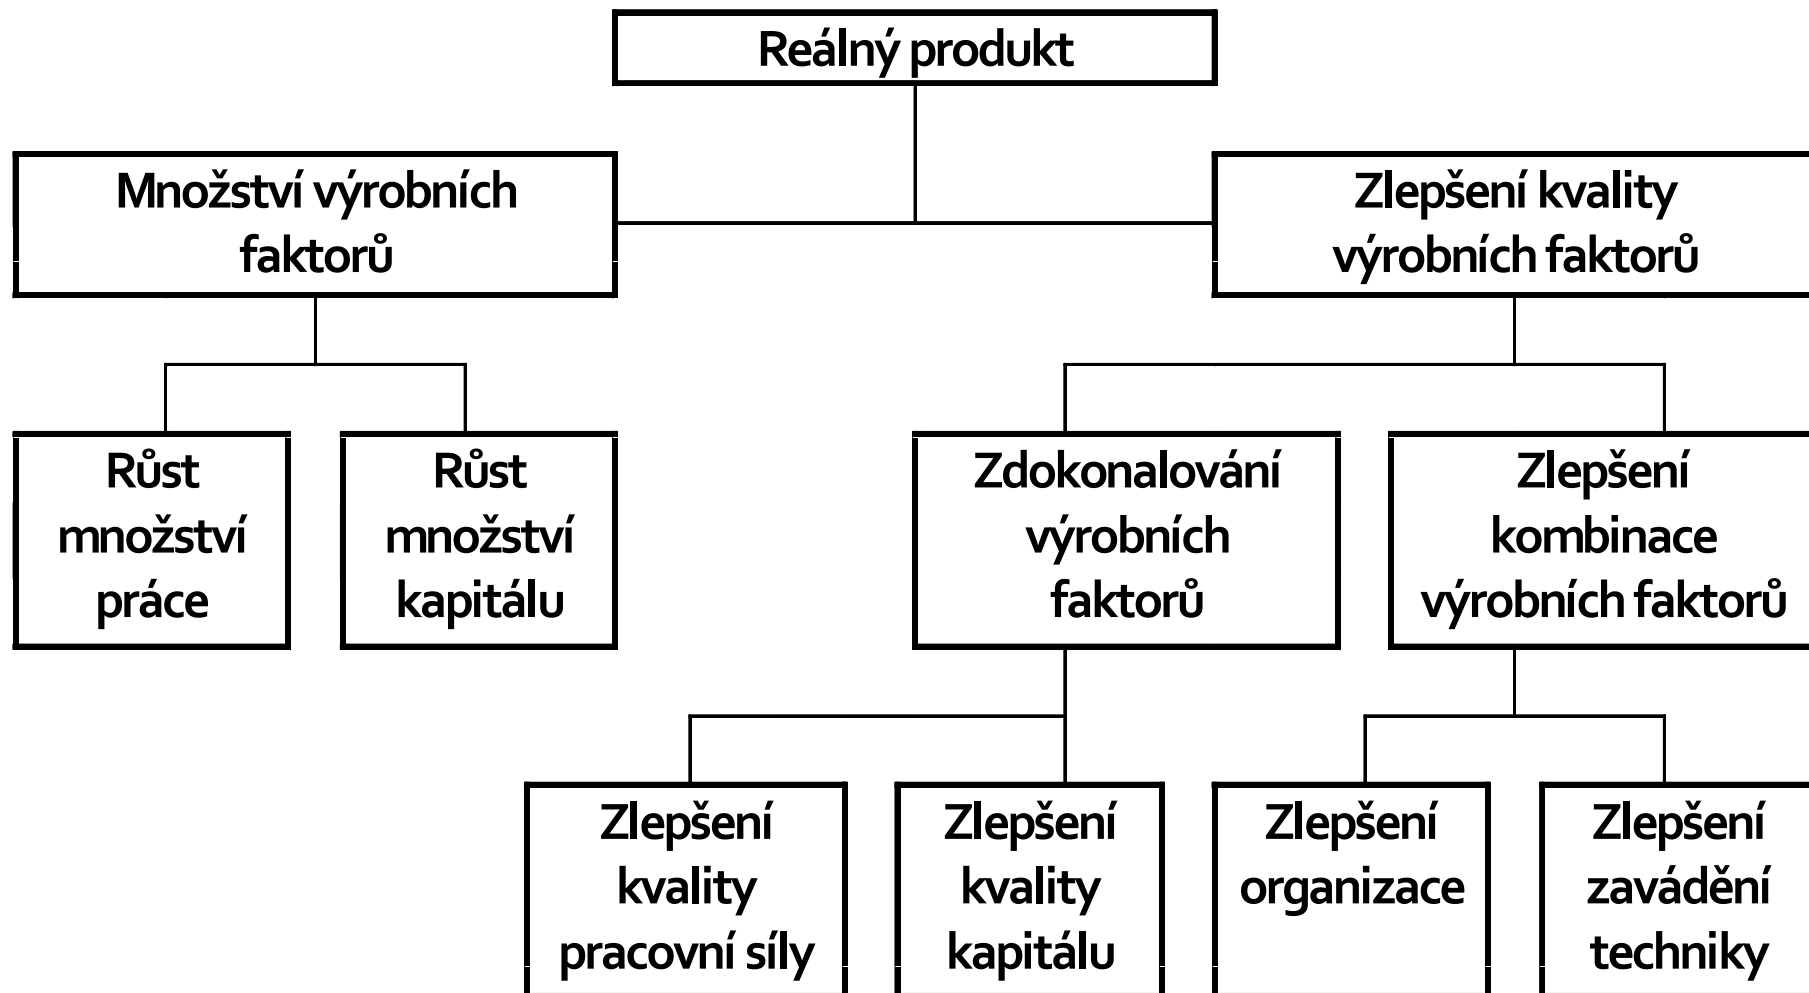 Reálný produkt
Množství výrobních
faktorů
Zlepšení kvality
výrobních faktorů
Růst
množství
práce
Růst
množství
kapitálu
Zdokonalování
výrobních
faktorů
Zlepšení
kombinace
výrobních faktorů
Zlepšení
kvality
pracovní síly
Zlepšení
kvality
kapitálu
Zlepšení
organizace
Zlepšení
zavádění
techniky